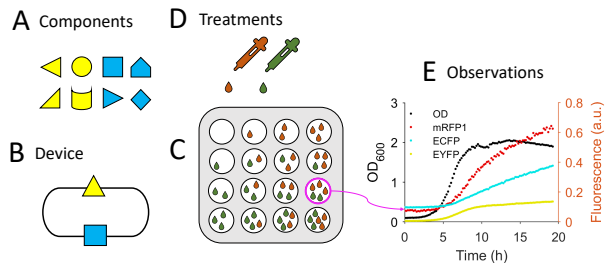 A Components
B Device
D Treatments
C
E Observations
OD
mRFP1
ECFP
EYFP
OD600
3
2
1
0
0.8
0.6
0.4
0.2
0
Fluorescence (a.u.)
0 5 10 15 20
Time (h)